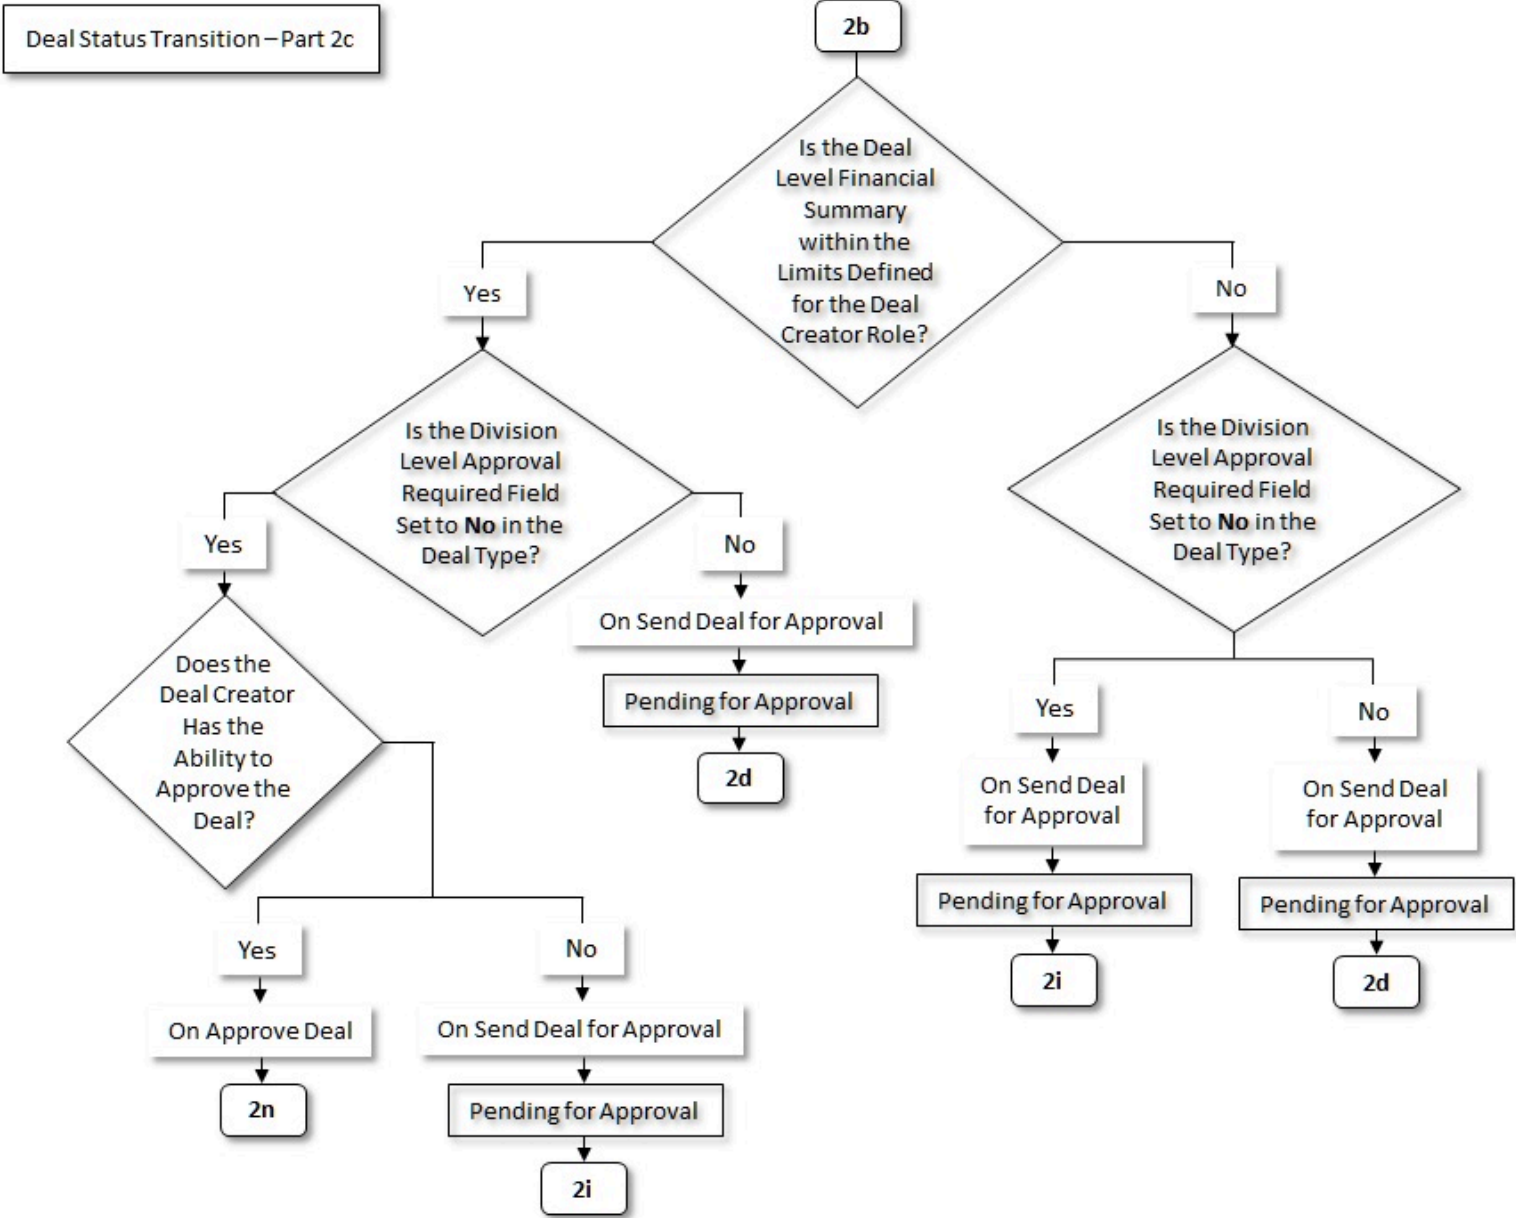 Deal Status Transition – Part 2c
2b
Is the Deal
Level Financial
Summary
within the
Limits Defined
for the Deal
Creator Role?
Yes
No
Is the Division
Level Approval
Required Field
Set to No in the
Deal Type?
Is the Division
Level Approval
Required Field
Set to No in the
Deal Type?
Yes
No
On Send Deal for Approval
Pending for Approval
2d
Does the
Deal Creator
Has the
Ability to
Approve the
Deal?
Yes
No
On Send Deal
for Approval
On Send Deal
for Approval
Pending for Approval
Pending for Approval
2i
2d
Yes
No
On Approve Deal
On Send Deal for Approval
2n
Pending for Approval
2i